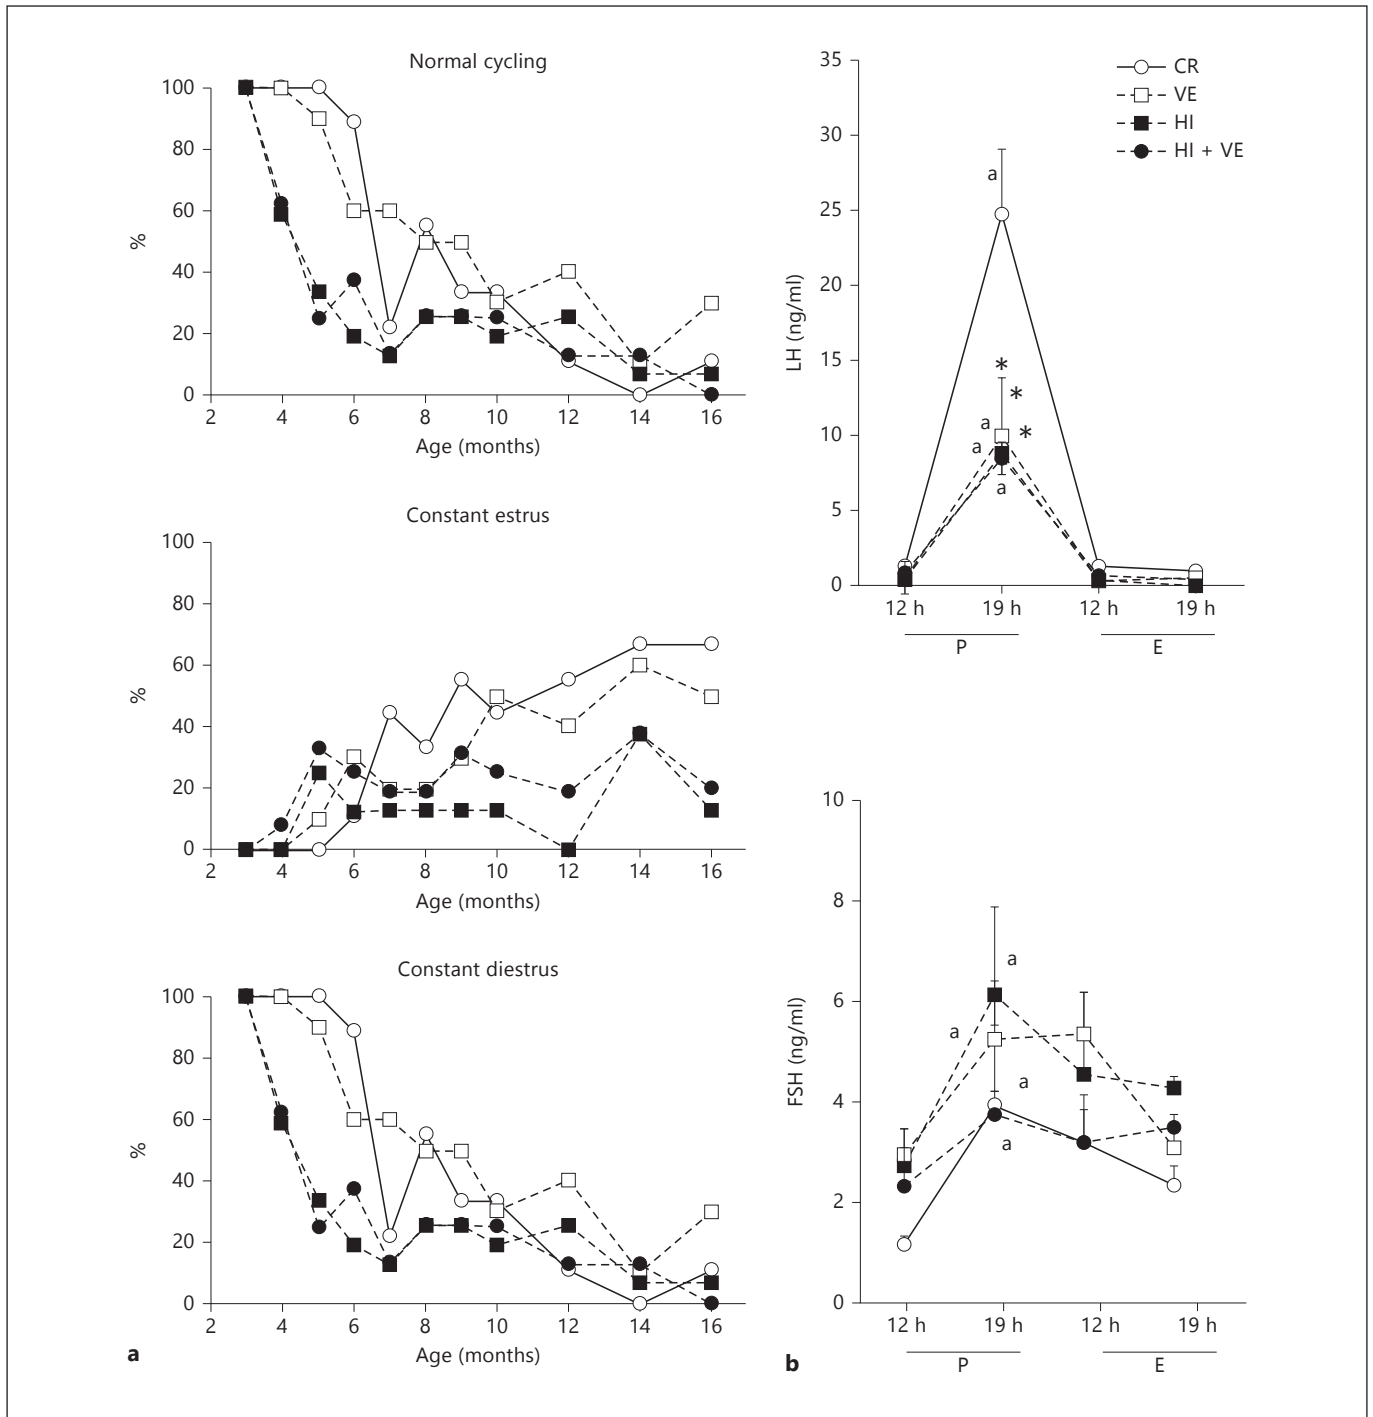 Normal cycling
100
80
60
40
20
0
%
2 4 6 8 10 12 14 16
Age (months)
Constant estrus
100
80
60
40
20
0
%
2 4 6 8 10 12 14 16
Age (months)
Constant diestrus
100
80
60
40
20
0
%
2 4 6 8 10 12 14 16
Age (months)
a
35
30
25
20
15
10
5
0
LH (ng/ml)
CR
VE
HI
HI + VE
a
*
*
a *
a
a
12 h 19 h 12 h 19 h
P E
10
8
6
4
2
0
FSH (ng/ml)
a
a
a
a
12 h 19 h 12 h 19 h
P E
b